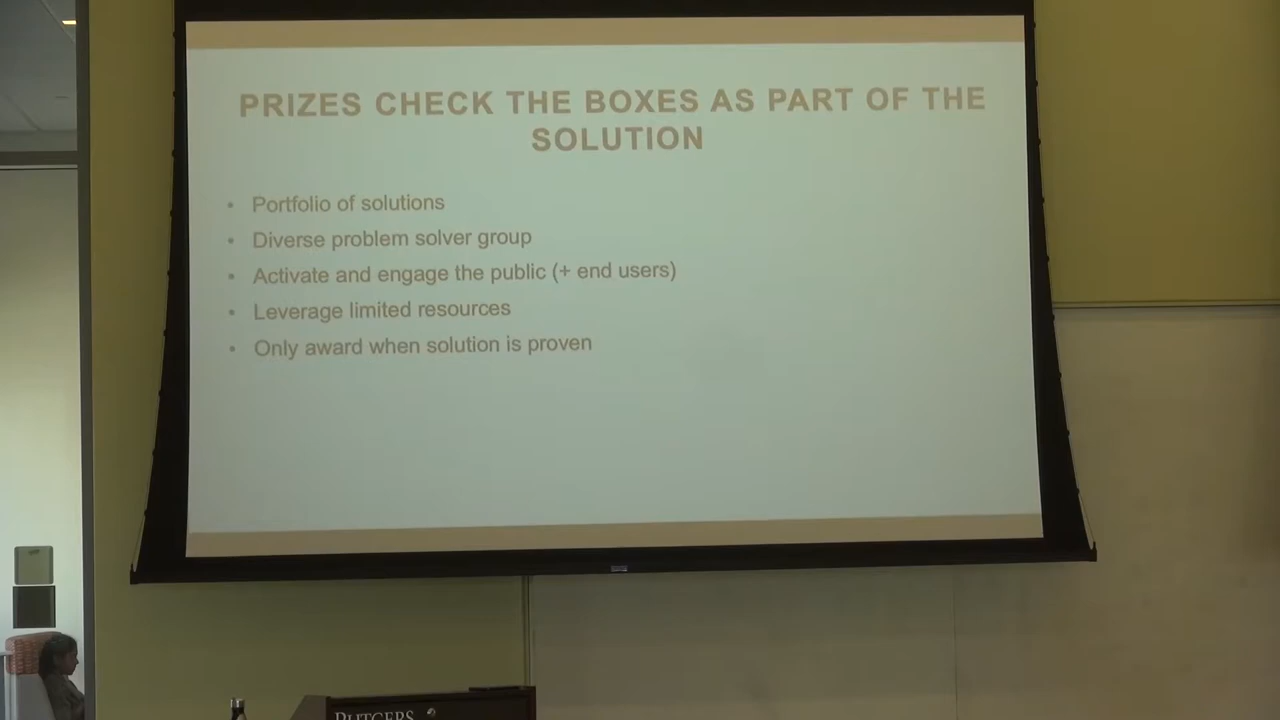 PRIZES CHECK THE BOXES AS PART OF THE
SOLUTION
• Portfolio of solutions
• Diverse problem solver group
• Activate and engage the public (+ end users)
• Leverage limited resources
• Only award when solution is proven
RUTGERS